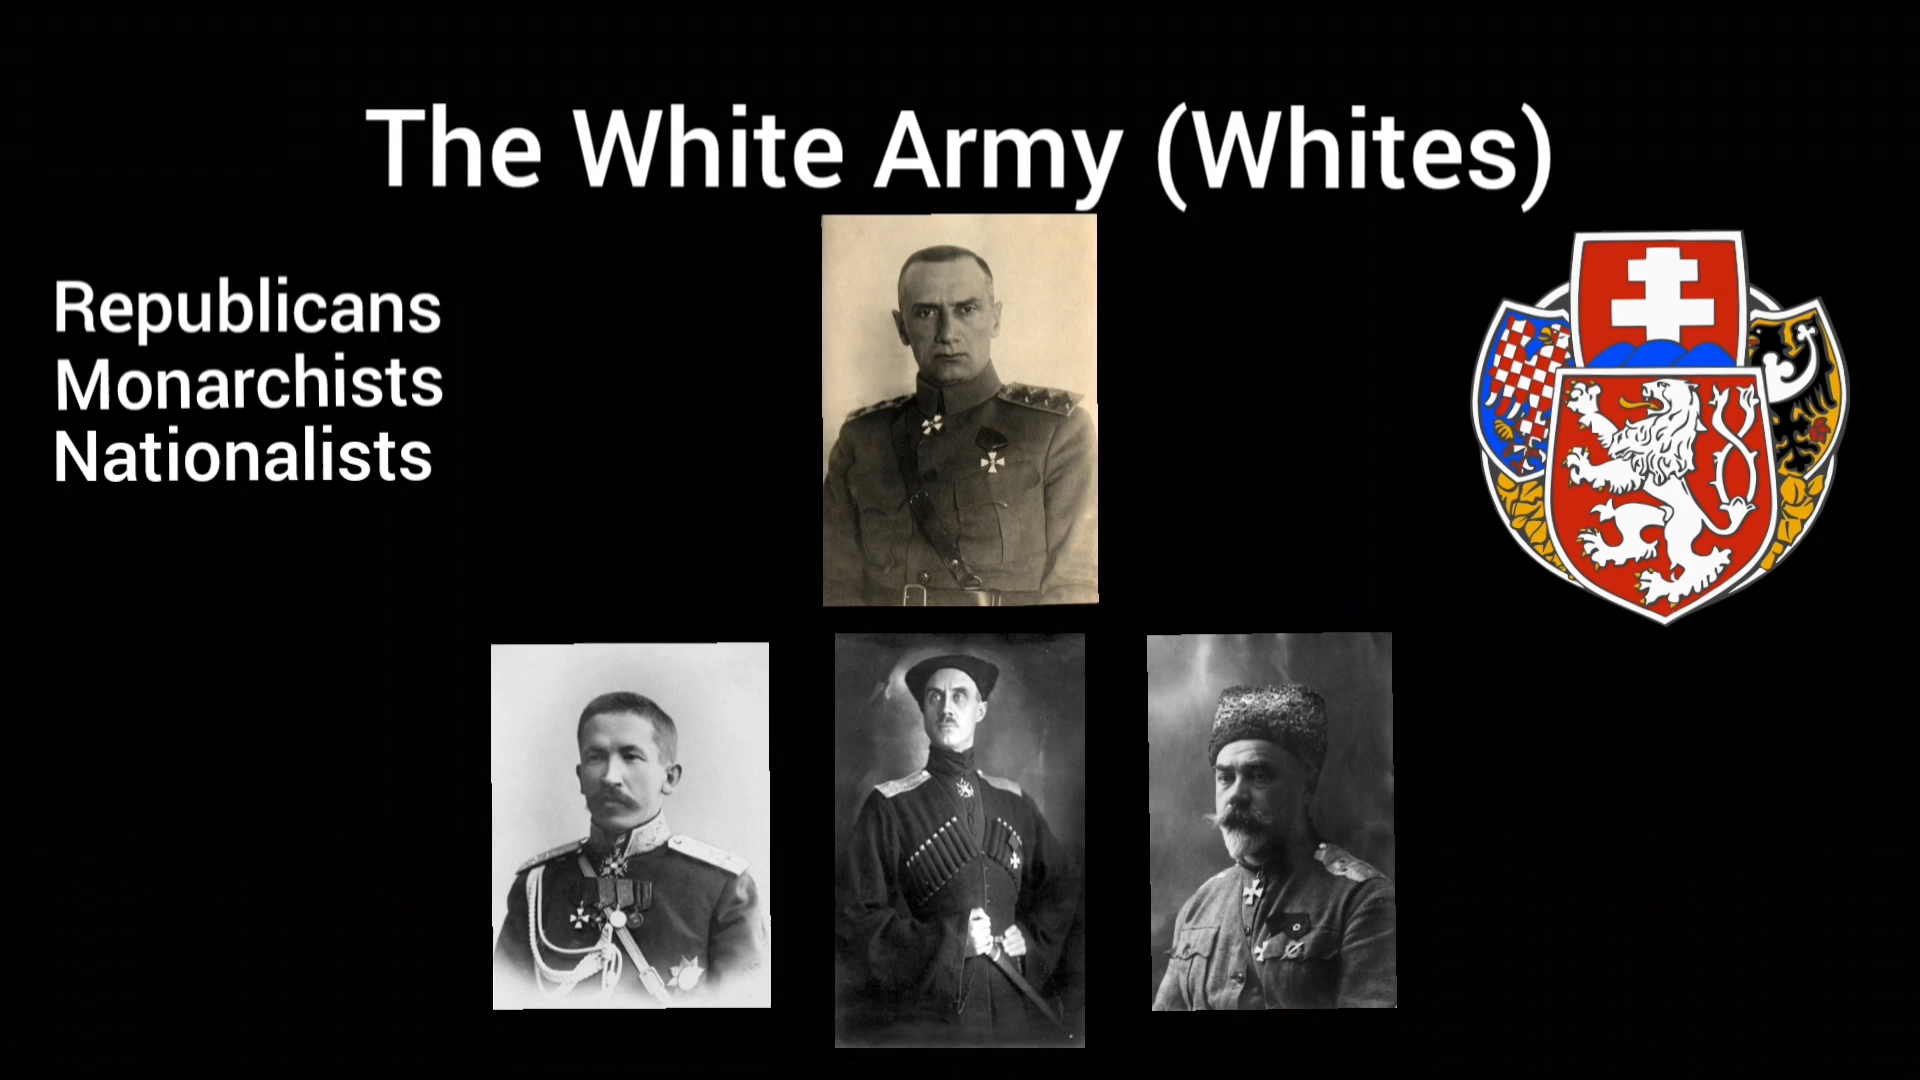 The White Army (Whites)
Republicans
Monarchists
Nationalists